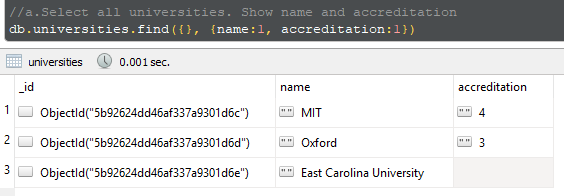 //a.Select all universities. Show name and accreditation
db.universities.find({}, {name:1, accreditation:1})
universities 0.001 sec.
_id name accreditation
1 ObjectId("5b92624dd46af337a9301d6c") "" MIT "" 4
2 ObjectId("5b92624dd46af337a9301d6d") "" Oxford "" 3
3 ObjectId("5b92624dd46af337a9301d6e") "" East Carolina University